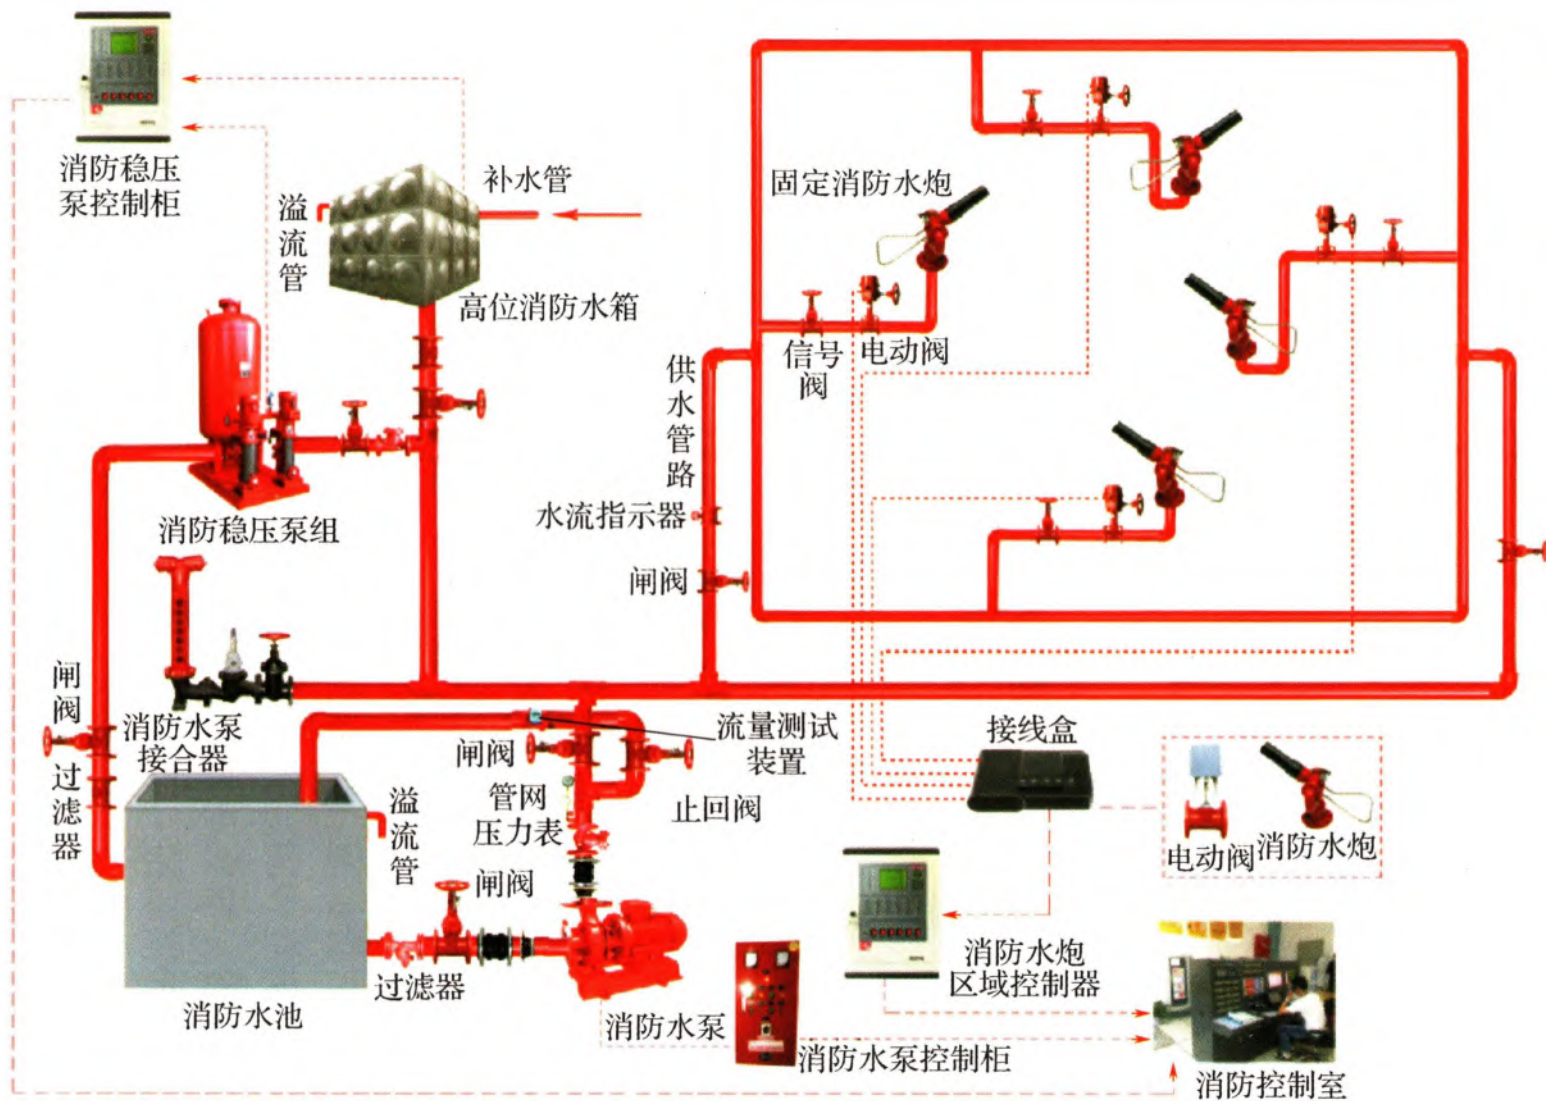 消防稳压
泵控制柜
溢流管
补水管
高位消防水箱
固定消防水炮
信号阀
电动阀
供水管路
水流指示器
闸阀
消防稳压泵组
闸阀
过滤器
消防水泵
接合器
闸阀
流量测试
装置
管网
压力表
止回阀
溢流管
闸阀
接线盒
电动阀
消防水炮
消防水池
过滤器
消防水泵
消防水泵控制柜
消防水炮
区域控制器
消防控制室